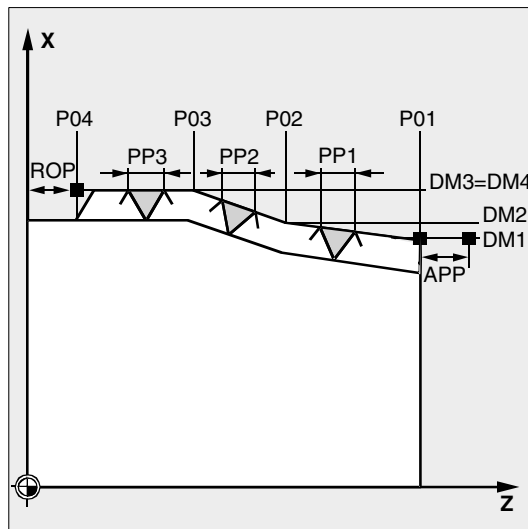 X
P04 P03 P02 P01
ROP PP3 PP2 PP1
DM3=DM4
DM2
DM1
APP
Z